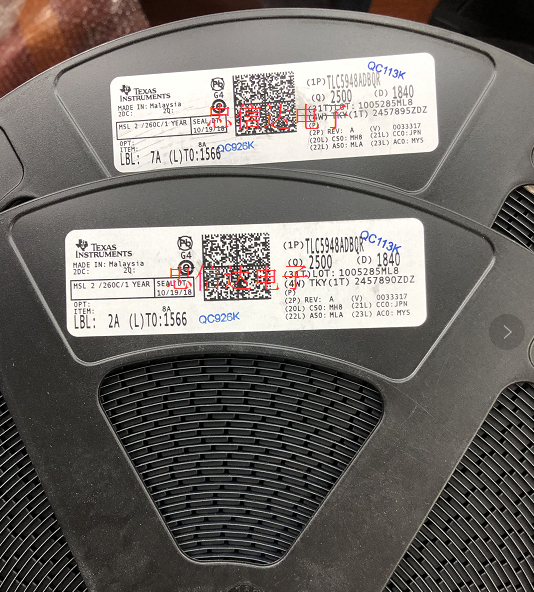 TEXAS INSTRUMENTS
MADE IN: Malaysia
2DC: 2Q:
MSL 2 /260C/1 YEAR SEAL DT
10/19/18
OPT:
ITEM: 8A
LBL: 7A (L)TO:1566
QC926K
G4
QC113K
(1P)TLC5948ADBQR
(Q) 2500 (D) 1840
(31T)LOT: 1005285ML8
(4W) TKY(1T) 2457895ZDZ
(P)
(2P) REV: A (V) 0033317
(20L) CSO: MH8 (21L) CCO:JPN
(22L) ASO: MLA (23L) ACO: MYS
TEXAS INSTRUMENTS
MADE IN: Malaysia
2DC: 2Q:
MSL 2 /260C/1 YEAR SEAL DT
10/19/18
OPT:
ITEM: 8A
LBL: 2A (L)TO:1566
QC926K
G4
QC113K
(1P)TLC5948ADBQR
(Q) 2500 (D) 1840
(31T)LOT: 1005285ML8
(4W) TKY(1T) 2457890ZDZ
(P)
(2P) REV: A (V) 0033317
(20L) CSO: MH8 (21L) CCO:JPN
(22L) ASO: MLA (23L) ACO: MYS